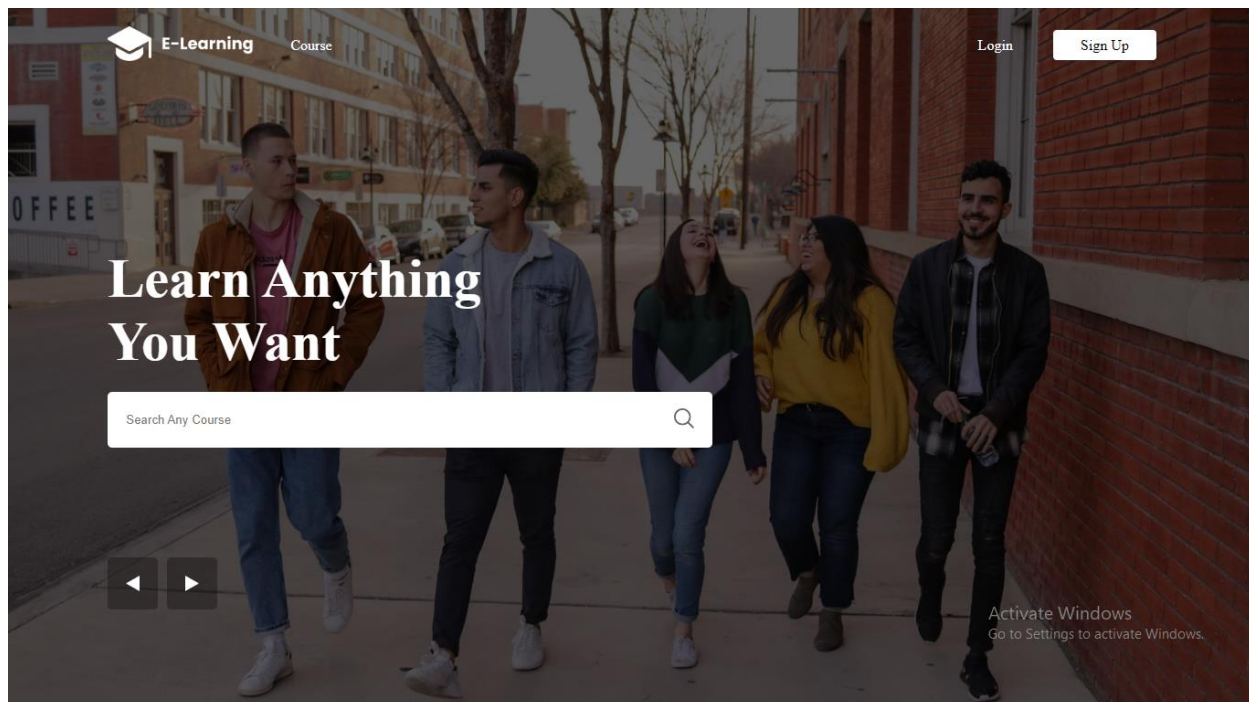 E-Learning
Course
Login
Sign Up
OFFEE
Learn Anything
You Want
Search Any Course
Activate Windows
Go to Settings to activate Windows.